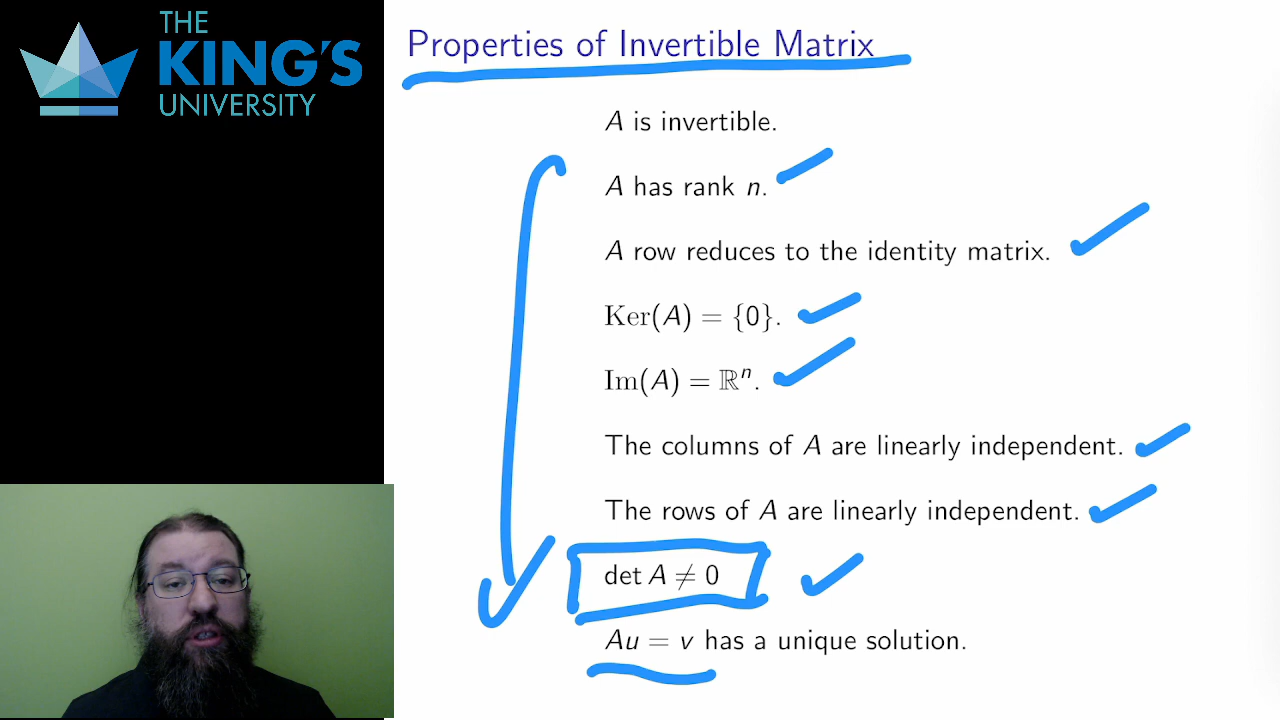 THE
KING'S
UNIVERSITY
Properties of Invertible Matrix
A is invertible.
A has rank n.
A row reduces to the identity matrix.
Ker(A) = {0}.
Im(A) = ℝⁿ.
The columns of A are linearly independent.
The rows of A are linearly independent.
det A ≠ 0
Au = v has a unique solution.